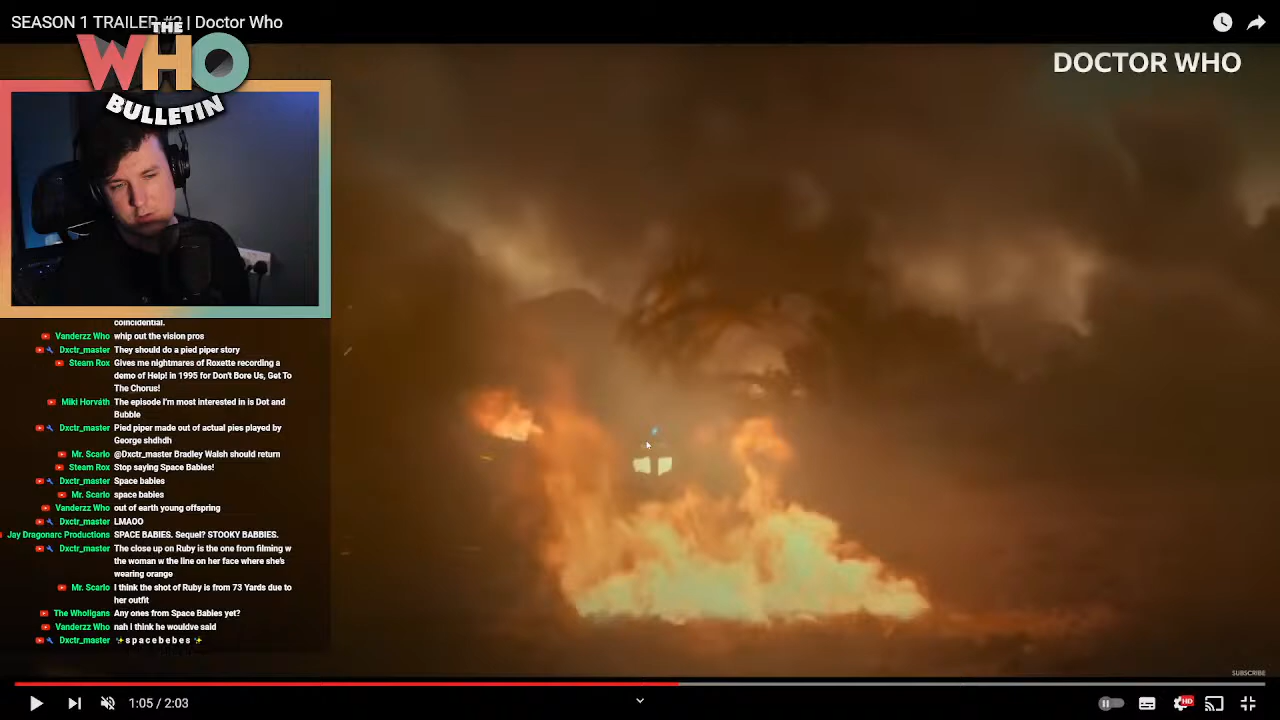 SEASON 1 TRAILER #2 | Doctor Who
THE
WHO
BULLETIN
DOCTOR WHO
coincidental.
Vanderzz Who whip out the vision pros
Dxctr_master They should do a pied piper story
Steam Rox Gives me nightmares of Roxette recording a
demo of Help! in 1995 for Don't Bore Us, Get To
The Chorus!
Miki Horváth The episode I'm most interested in is Dot and
Bubble
Dxctr_master Pied piper made out of actual pies played by
George shdhdh
Mr. Scarlo @Dxctr_master Bradley Walsh should return
Steam Rox Stop saying Space Babies!
Dxctr_master Space babies
Mr. Scarlo space babies
Vanderzz Who out of earth young offspring
Dxctr_master LMAOO
Jay Dragonarc Productions SPACE BABIES. Sequel? STOOKY BABBIES.
Dxctr_master The close up on Ruby is the one from filming w
the woman w the line on her face where she's
wearing orange
Mr. Scarlo I think the shot of Ruby is from 73 Yards due to
her outfit
The Wholigans Any ones from Space Babies yet?
Vanderzz Who nah i think he wouldve said
Dxctr_master ✨s p a c e b e b e s ✨
SUBSCRIBE
1:05 / 2:03
HD